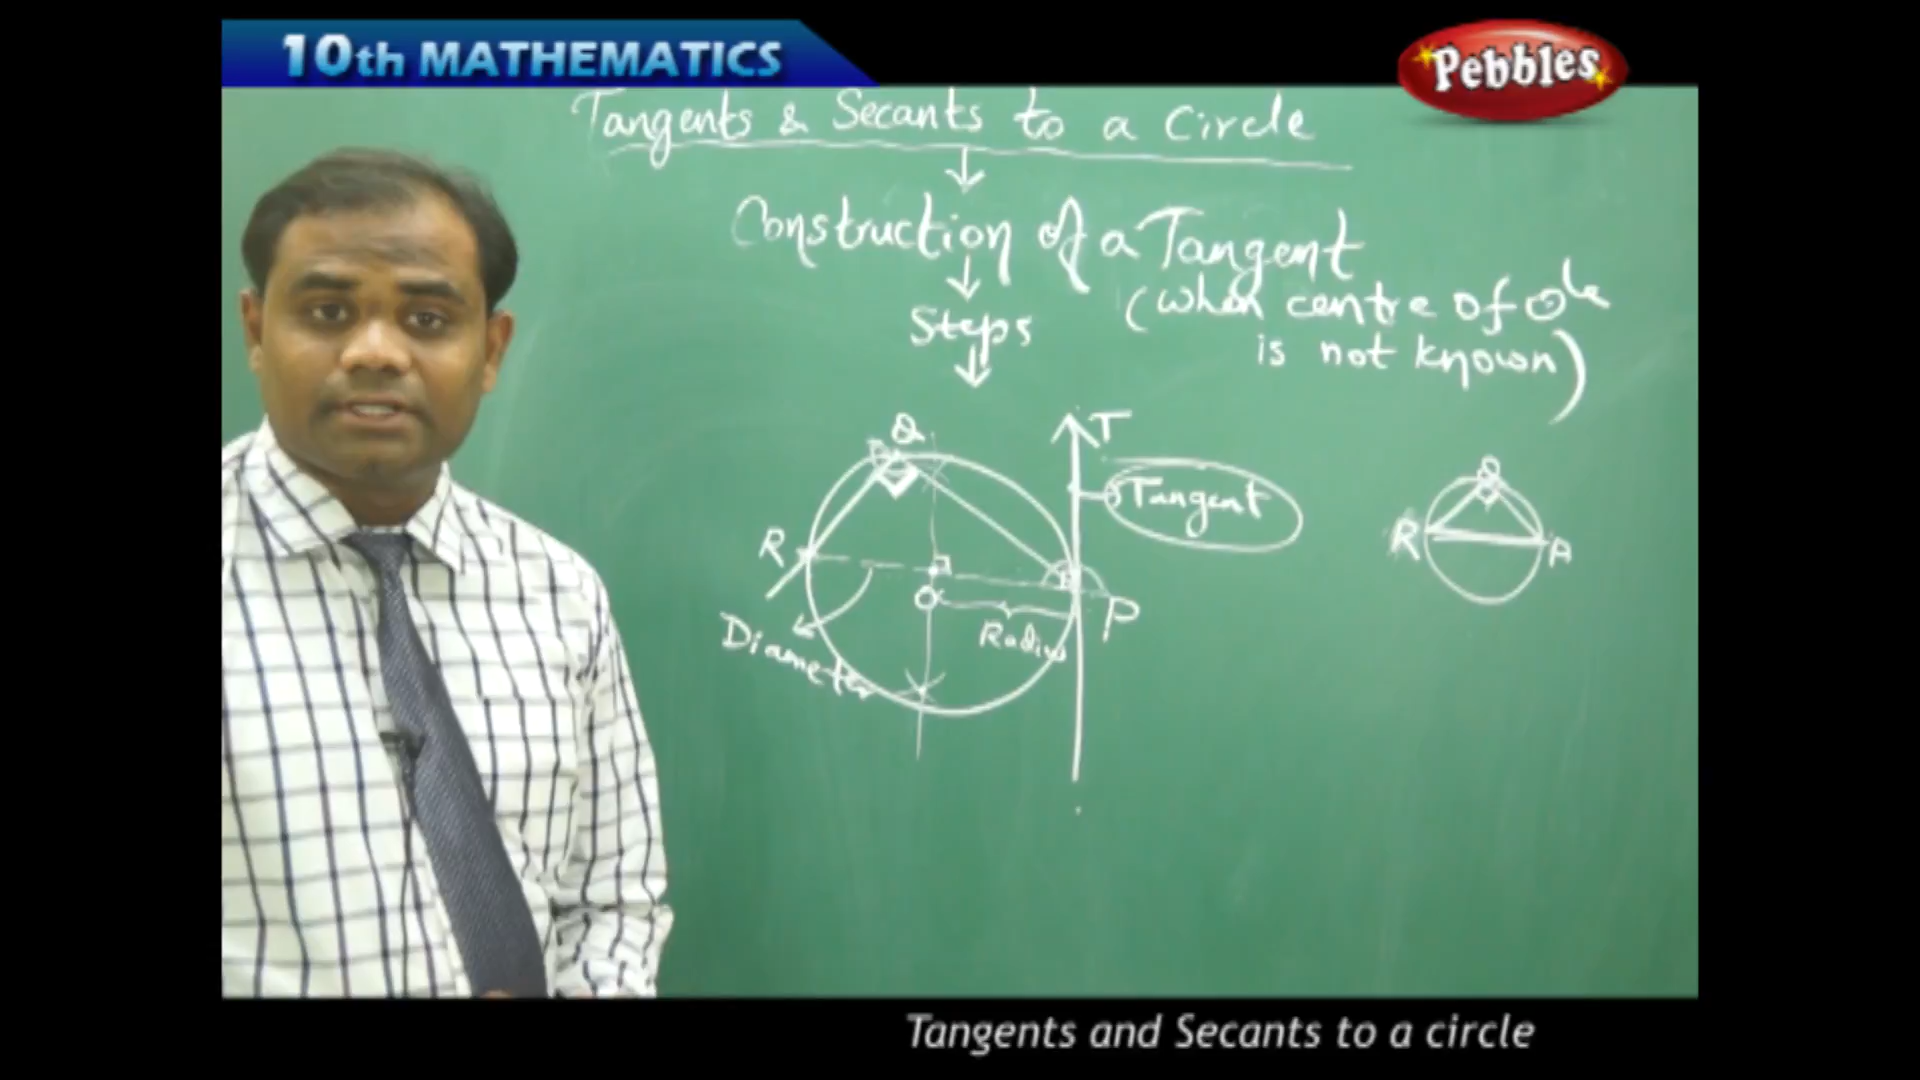 10th MATHEMATICS
Pebbles
Tangents & Secants to a Circle
Construction of a Tangent
(when centre of ⊙le
is not known)
Steps
Q
T
Tangent
Q
R
R
A
O
P
Radius
Diameter
Tangents and Secants to a circle